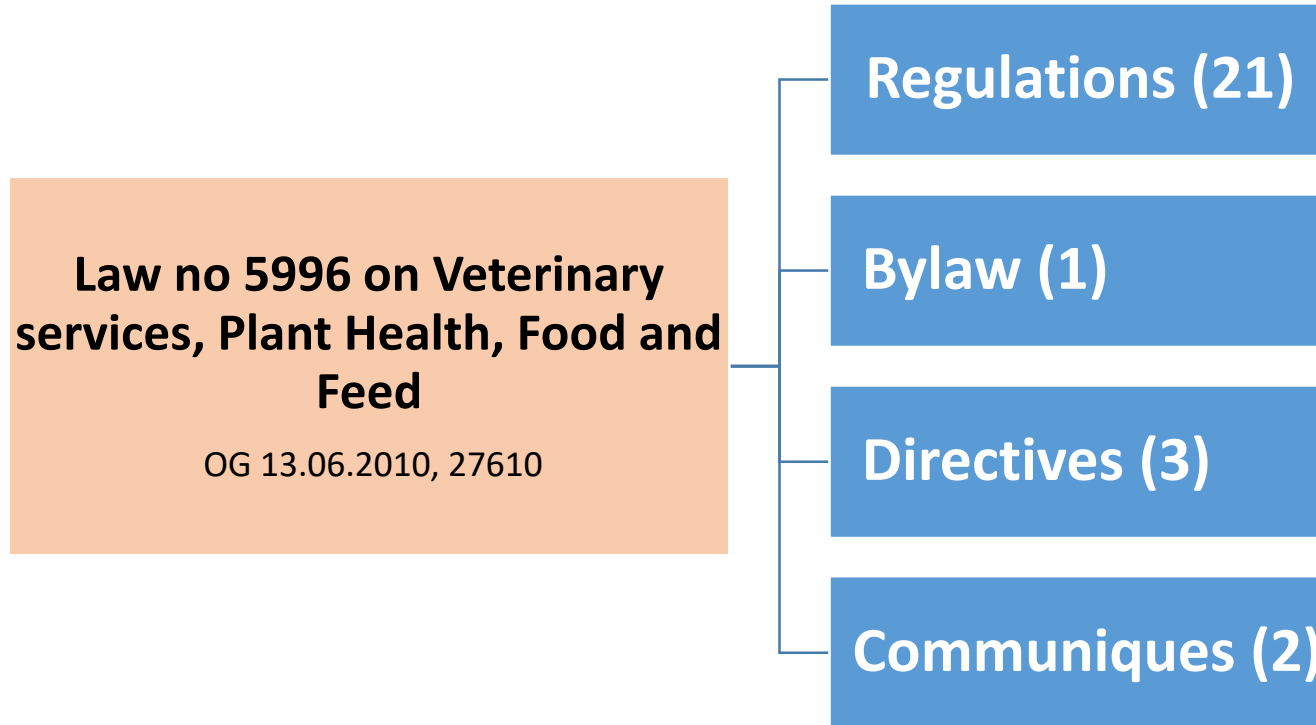 Law no 5996 on Veterinary
services, Plant Health, Food and
Feed
OG 13.06.2010, 27610
Regulations (21)
Bylaw (1)
Directives (3)
Communiques (2)